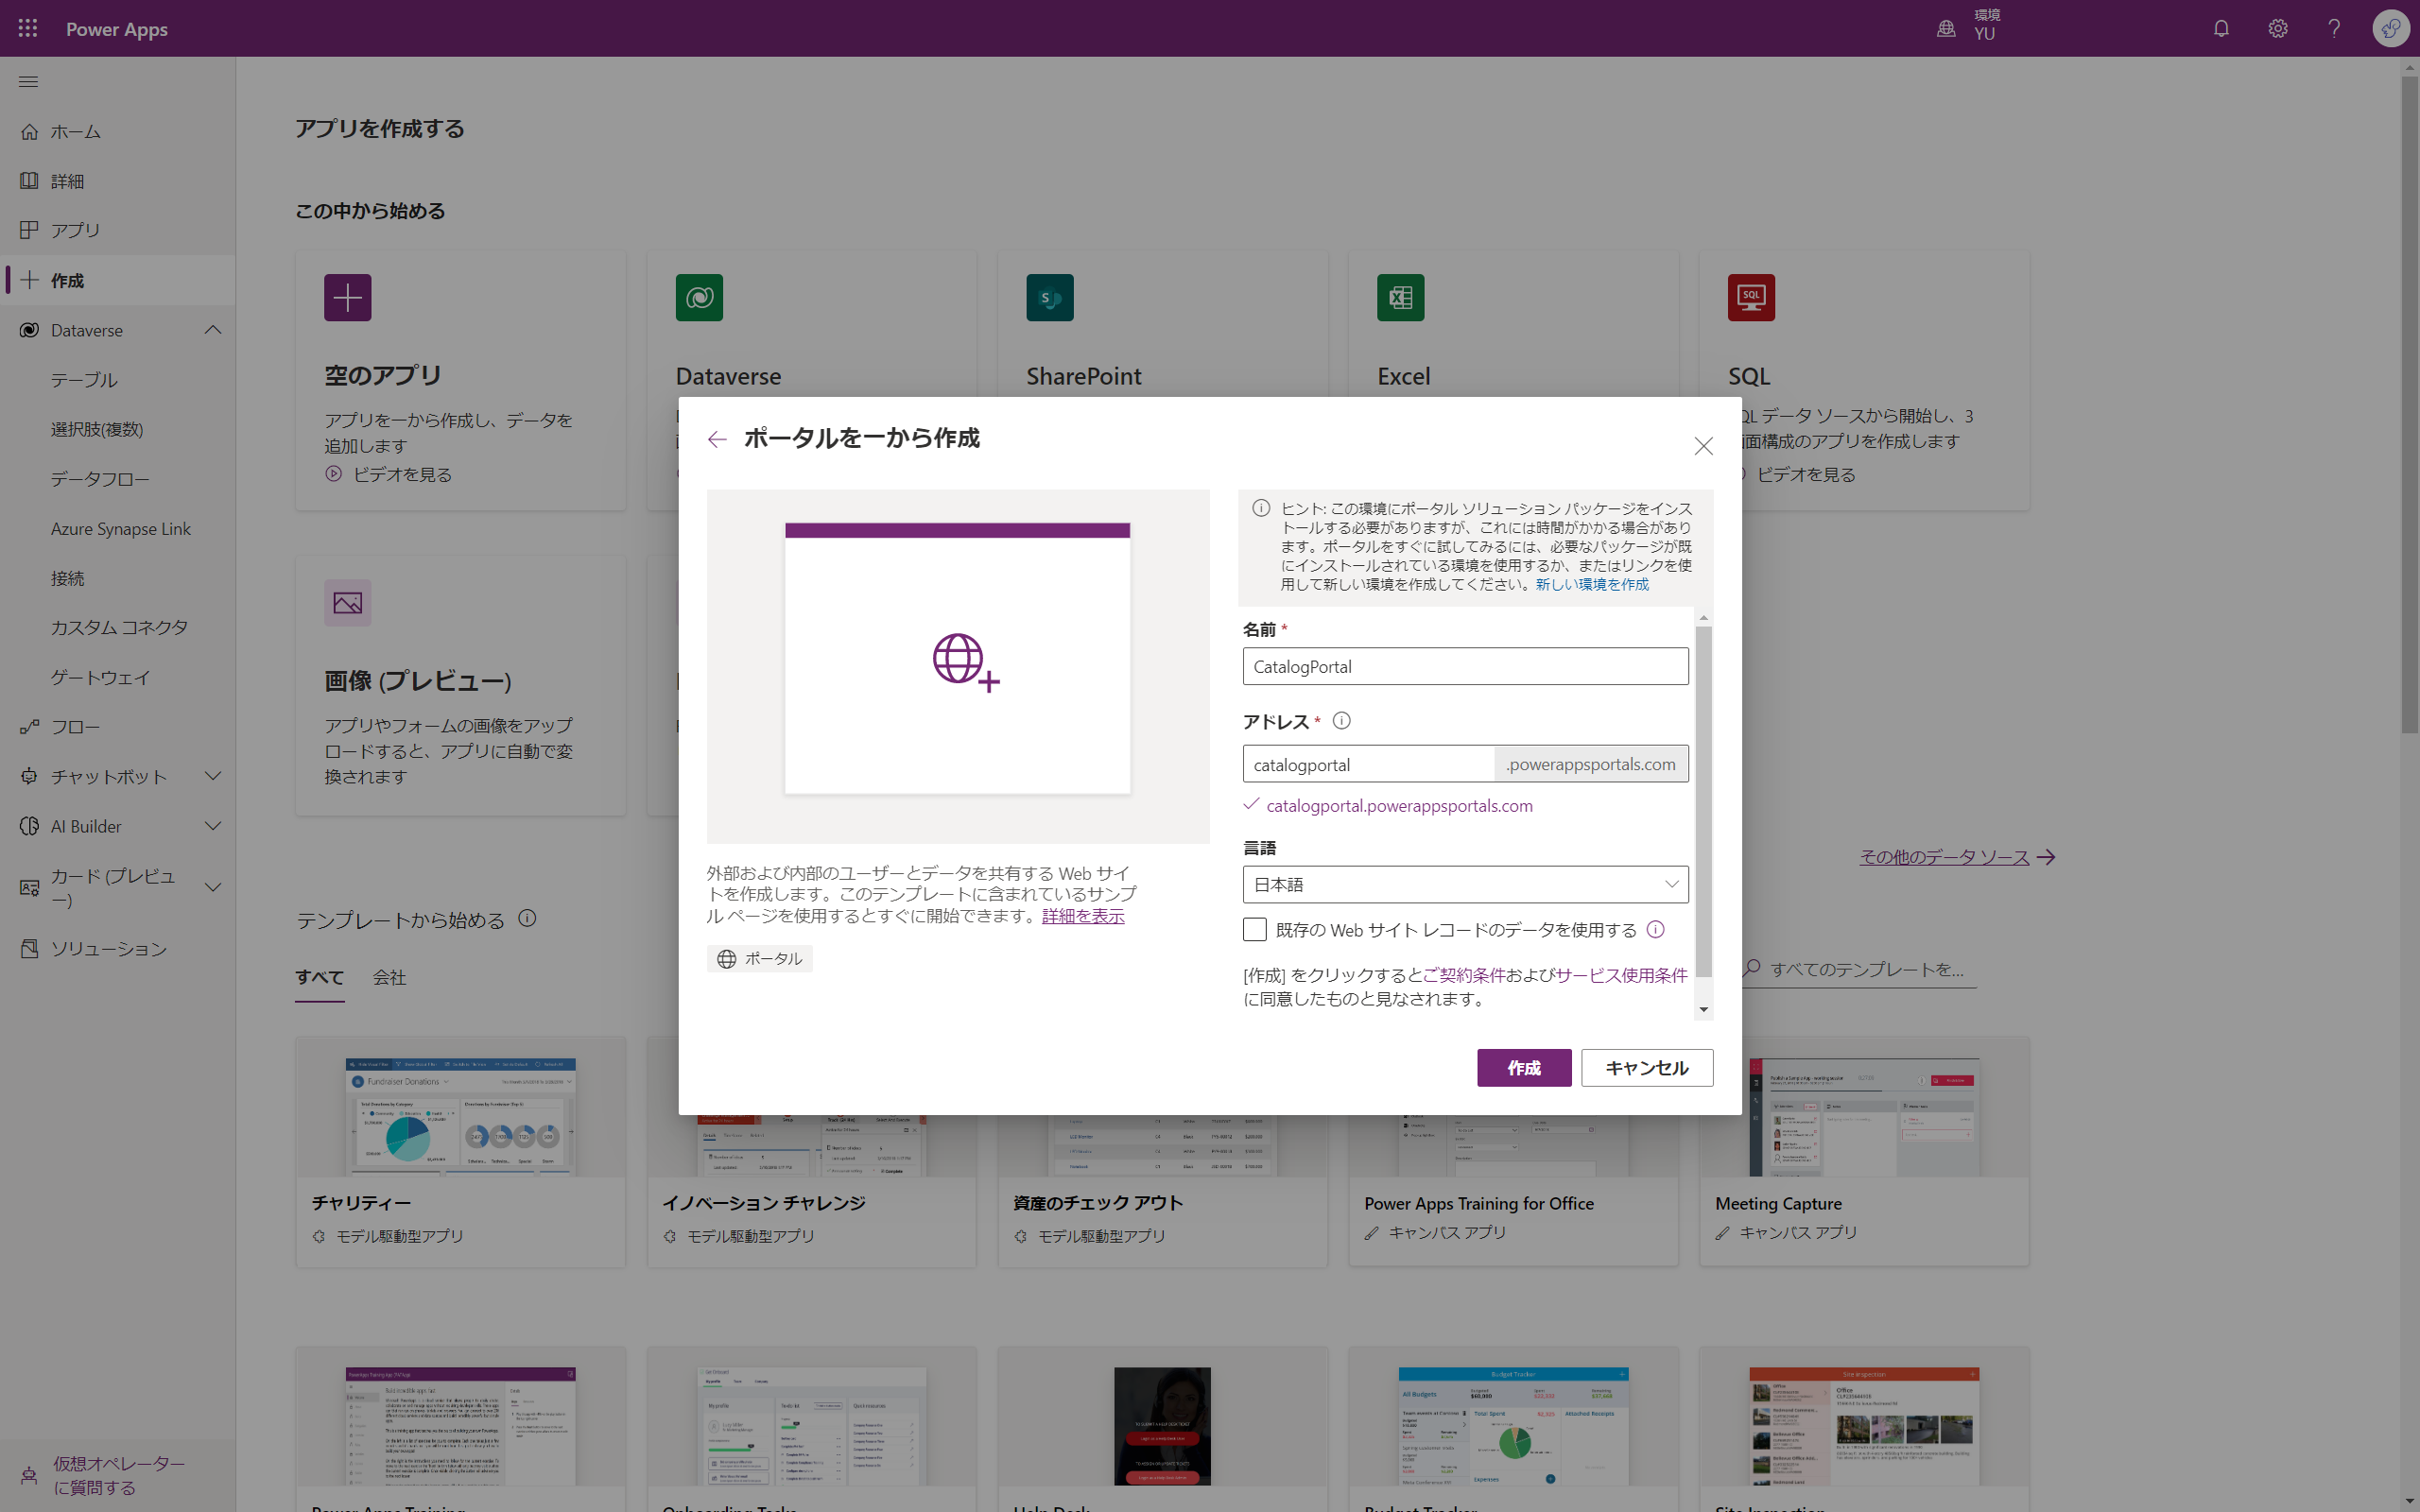 Power Apps
環境
YU
ホーム
詳細
アプリ
作成
Dataverse
テーブル
選択肢(複数)
データフロー
Azure Synapse Link
接続
カスタム コネクタ
ゲートウェイ
フロー
チャットボット
AI Builder
カード (プレビュ
ー)
ソリューション
仮想オペレーター
に質問する
アプリを作成する
この中から始める
空のアプリ
アプリを一から作成し、データを
追加します
ビデオを見る
Dataverse
SharePoint
Excel
SQL
QL データ ソースから開始し、3
面構成のアプリを作成します
ビデオを見る
画像 (プレビュー)
アプリやフォームの画像をアップ
ロードすると、アプリに自動で変
換されます
その他のデータ ソース
ポータルを一から作成
外部および内部のユーザーとデータを共有する Web サイ
トを作成します。このテンプレートに含まれているサンプ
ル ページを使用するとすぐに開始できます。詳細を表示
ポータル
ヒント: この環境にポータル ソリューション パッケージをインス
トールする必要がありますが、これには時間がかかる場合があり
ます。ポータルをすぐに試してみるには、必要なパッケージが既
にインストールされている環境を使用するか、またはリンクを使
用して新しい環境を作成してください。新しい環境を作成
名前 *
CatalogPortal
アドレス *
catalogportal .powerappsportals.com
catalogportal.powerappsportals.com
言語
日本語
既存の Web サイト レコードのデータを使用する
[作成] をクリックするとご契約条件およびサービス使用条件
に同意したものと見なされます。
作成 キャンセル
テンプレートから始める
すべて 会社
すべてのテンプレートを...
Fundraiser Donations
チャリティー
モデル駆動型アプリ
イノベーション チャレンジ
モデル駆動型アプリ
資産のチェック アウト
モデル駆動型アプリ
Power Apps Training for Office
キャンバス アプリ
Meeting Capture
キャンバス アプリ
Power Apps Training
Onboarding Tasks
Help Desk
Budget Tracker
All Budgets
Total Spent
Attached Receipts
Expenses
Budget Tracker
Site Inspection
Office
Site Inspection